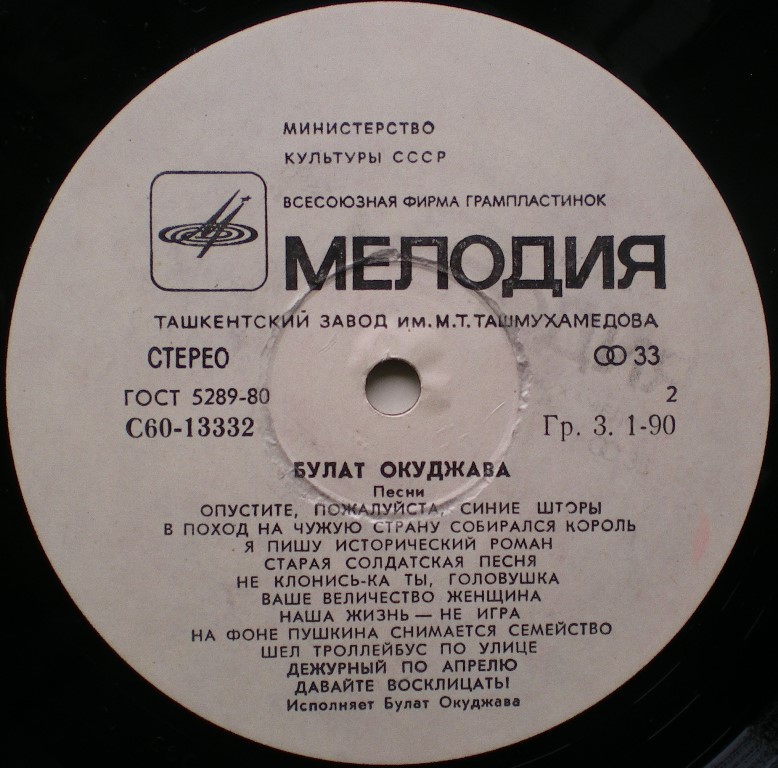 МИНИСТЕРСТВО
КУЛЬТУРЫ СССР
ВСЕСОЮЗНАЯ ФИРМА ГРАМПЛАСТИНОК
МЕЛОДИЯ
ТАШКЕНТСКИЙ ЗАВОД им. М.Т. ТАШМУХАМЕДОВА
СТЕРЕО 33
ГОСТ 5289-80 2
С60-13332 Гр. 3. 1-90
БУЛАТ ОКУДЖАВА
Песни
ОПУСТИТЕ, ПОЖАЛУЙСТА, СИНИЕ ШТОРЫ
В ПОХОД НА ЧУЖУЮ СТРАНУ СОБИРАЛСЯ КОРОЛЬ
Я ПИШУ ИСТОРИЧЕСКИЙ РОМАН
СТАРАЯ СОЛДАТСКАЯ ПЕСНЯ
НЕ КЛОНИСЬ-КА ТЫ, ГОЛОВУШКА
ВАШЕ ВЕЛИЧЕСТВО ЖЕНЩИНА
НАША ЖИЗНЬ — НЕ ИГРА
НА ФОНЕ ПУШКИНА СНИМАЕТСЯ СЕМЕЙСТВО
ШЕЛ ТРОЛЛЕЙБУС ПО УЛИЦЕ
ДЕЖУРНЫЙ ПО АПРЕЛЮ
ДАВАЙТЕ ВОСКЛИЦАТЬ!
Исполняет Булат Окуджава